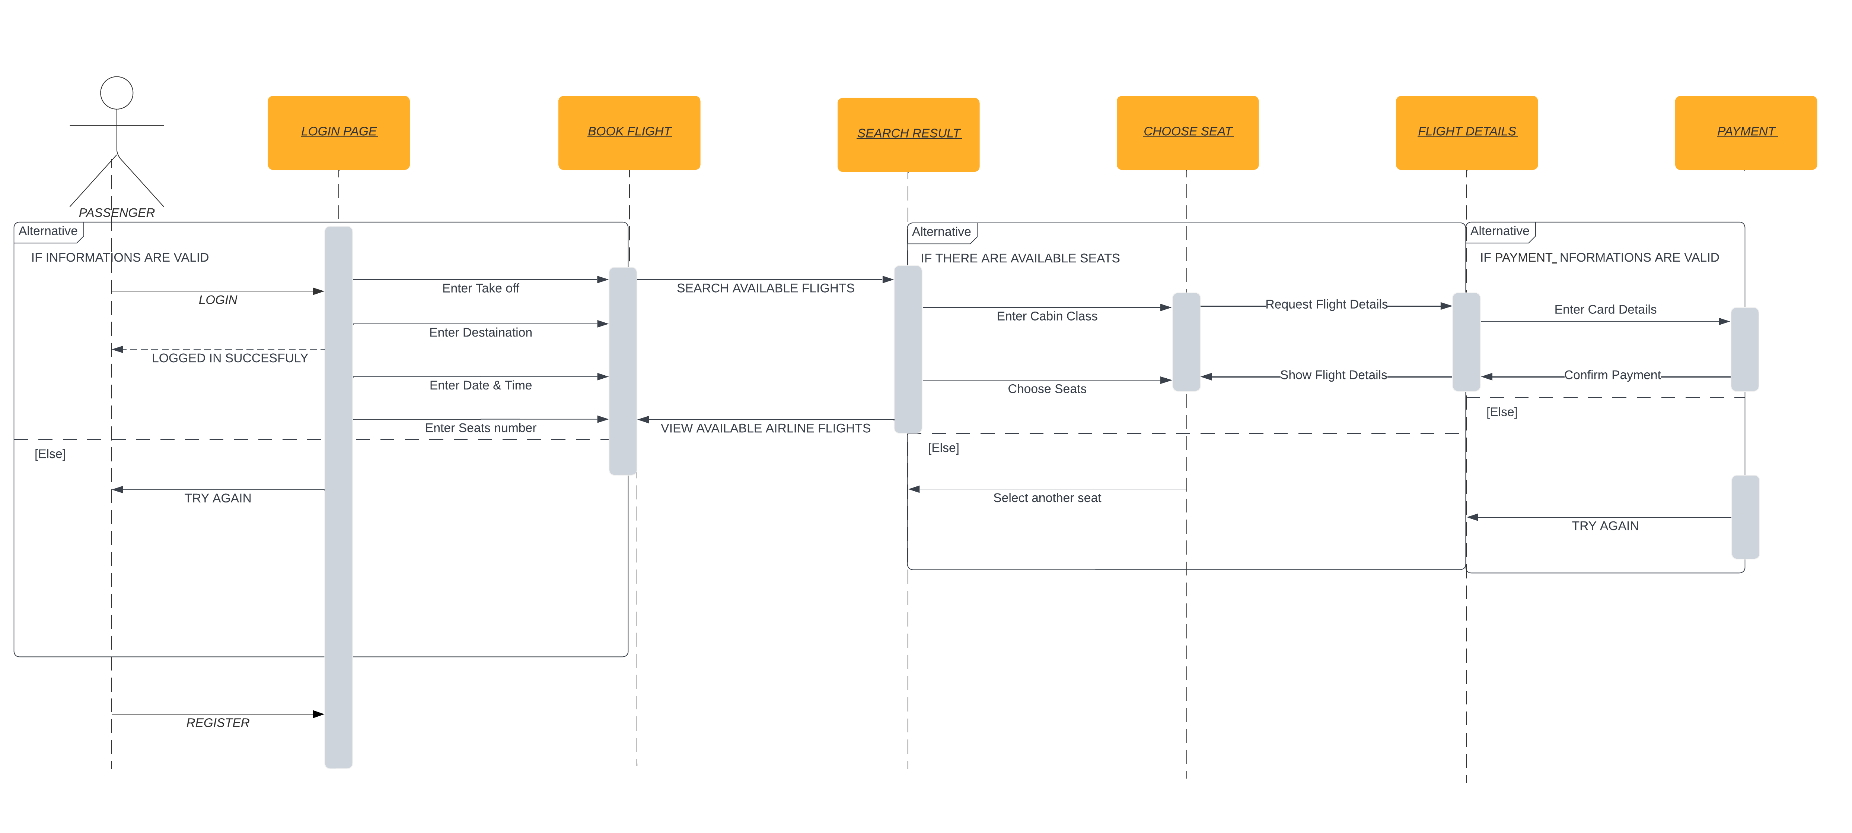 LOGIN PAGE
BOOK FLIGHT
SEARCH RESULT
CHOOSE SEAT
FLIGHT DETAILS
PAYMENT
PASSENGER
Alternative
IF INFORMATIONS ARE VALID
LOGIN
LOGGED IN SUCCESFULY
[Else]
TRY AGAIN
REGISTER
Enter Take off
Enter Destaination
Enter Date & Time
Enter Seats number
SEARCH AVAILABLE FLIGHTS
VIEW AVAILABLE AIRLINE FLIGHTS
Alternative
IF THERE ARE AVAILABLE SEATS
Enter Cabin Class
Choose Seats
[Else]
Select another seat
Request Flight Details
Show Flight Details
Alternative
IF PAYMENT_ NFORMATIONS ARE VALID
Enter Card Details
Confirm Payment
[Else]
TRY AGAIN